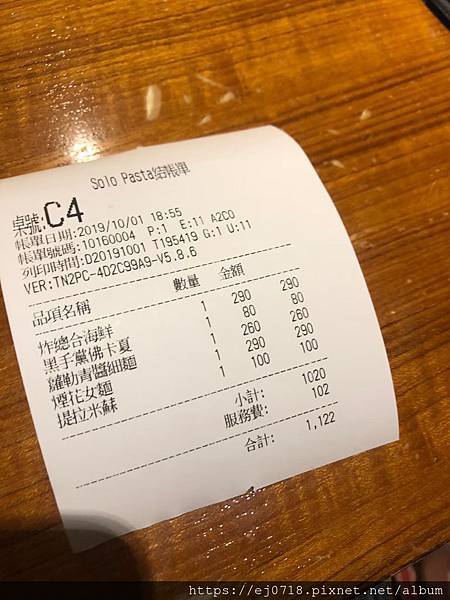 Solo Pasta結帳單
桌號:C4
帳單日期:2019/10/01 18:55
帳單號碼:10160004 P:1 E:11 A2C0
列印時間:D20191001 T195419 G:1 U:11
VER:TN2PC-4D2C99A9-V5.8.6
品項名稱 數量 金額
炸總合海鮮 1 290 290
黑手黨佛卡夏 1 80 80
蘿勒青醬細麵 1 260 260
煙花女麵 1 290 290
提拉米蘇 1 100 100
小計: 1020
服務費: 102
合計: 1,122
https://ej0718.pixnet.net/album